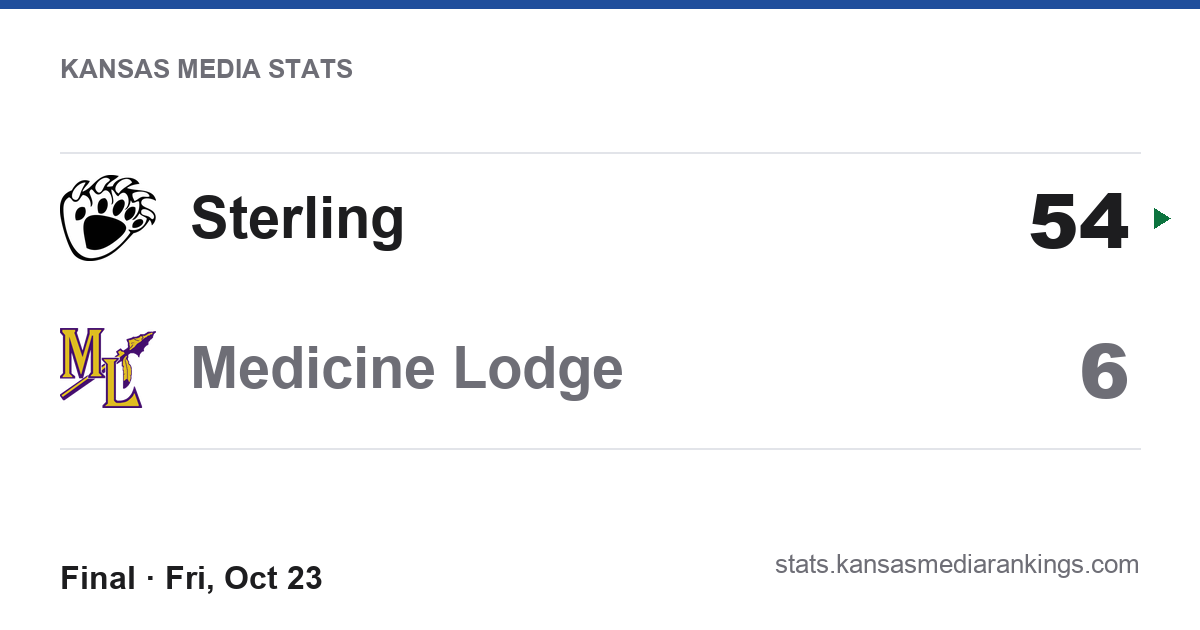 KANSAS MEDIA STATS
Sterling 54
ML
Medicine Lodge 6
Final · Fri, Oct 23
stats.kansasmediarankings.com